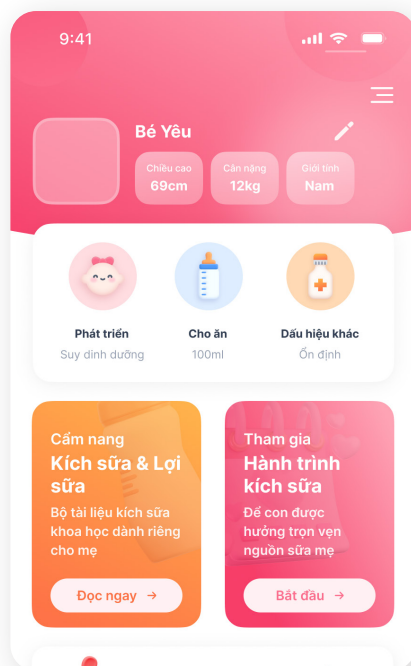 9:41
Bé Yêu
Chiều cao
69cm
Cân nặng
12kg
Giới tính
Nam
Phát triển
Suy dinh dưỡng
Cho ăn
100ml
Dấu hiệu khác
Ổn định
Cẩm nang
Kích sữa & Lợi
sữa
Bộ tài liệu kích sữa
khoa học dành riêng
cho mẹ
Đọc ngay →
Tham gia
Hành trình
kích sữa
Để con được
hưởng trọn vẹn
nguồn sữa mẹ
Bắt đầu →